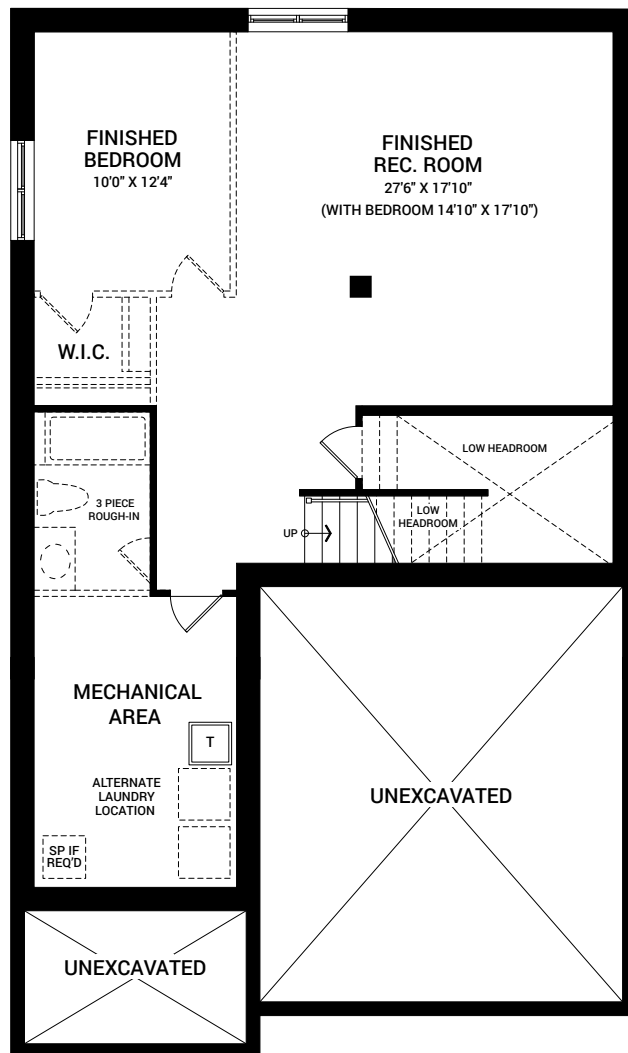 FINISHED
BEDROOM
10'0" X 12'4"
FINISHED
REC. ROOM
27'6" X 17'10"
(WITH BEDROOM 14'10" X 17'10")
W.I.C.
3 PIECE
ROUGH-IN
LOW HEADROOM
LOW
HEADROOM
UP
MECHANICAL
AREA
T
ALTERNATE
LAUNDRY
LOCATION
SP IF
REQ'D
UNEXCAVATED
UNEXCAVATED